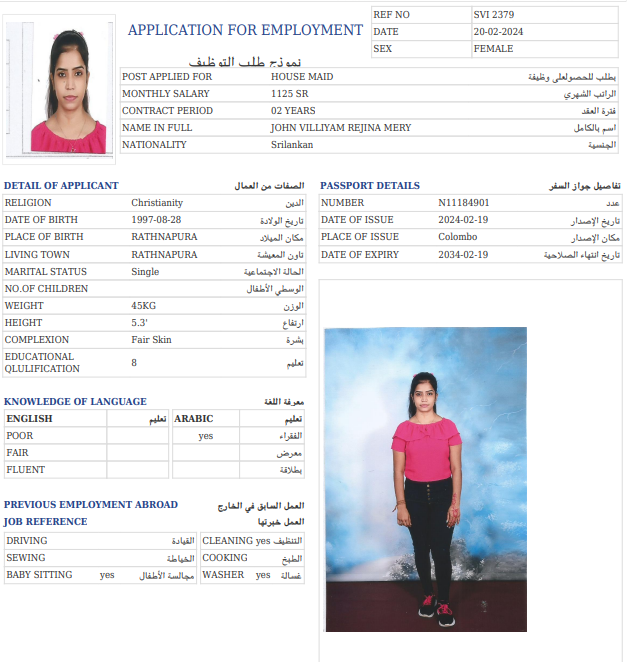 APPLICATION FOR EMPLOYMENT
نموذج طلب التوظيف
REF NO SVI 2379
DATE 20-02-2024
SEX FEMALE
POST APPLIED FOR HOUSE MAID يطلب للحصولعلى وظيفة
MONTHLY SALARY 1125 SR الراتب الشهري
CONTRACT PERIOD 02 YEARS فترة العقد
NAME IN FULL JOHN VILLIYAM REJINA MERY اسم بالكامل
NATIONALITY Srilankan الجنسية
DETAIL OF APPLICANT الصفات من العمال
RELIGION Christianity الدين
DATE OF BIRTH 1997-08-28 تاريخ الولادة
PLACE OF BIRTH RATHNAPURA مكان الميلاد
LIVING TOWN RATHNAPURA تاون المعيشة
MARITAL STATUS Single الحالة الاجتماعية
NO.OF CHILDREN الوسطي الأطفال
WEIGHT 45KG الوزن
HEIGHT 5.3' ارتفاع
COMPLEXION Fair Skin بشرة
EDUCATIONAL
QLULIFICATION 8 تعليم
PASSPORT DETAILS تفاصيل جواز السفر
NUMBER N11184901 عدد
DATE OF ISSUE 2024-02-19 تاريخ الإصدار
PLACE OF ISSUE Colombo مكان الإصدار
DATE OF EXPIRY 2034-02-19 تاريخ انتهاء الصلاحية
KNOWLEDGE OF LANGUAGE معرفة اللغة
ENGLISH تعليم ARABIC تعليم
POOR yes الفقراء
FAIR معرض
FLUENT بطلاقة
PREVIOUS EMPLOYMENT ABROAD العمل السابق في الخارج
JOB REFERENCE العمل خبرتها
DRIVING القيادة CLEANING yes التنظيف
SEWING الخياطة COOKING الطبخ
BABY SITTING yes مجالسة الأطفال WASHER yes غسالة